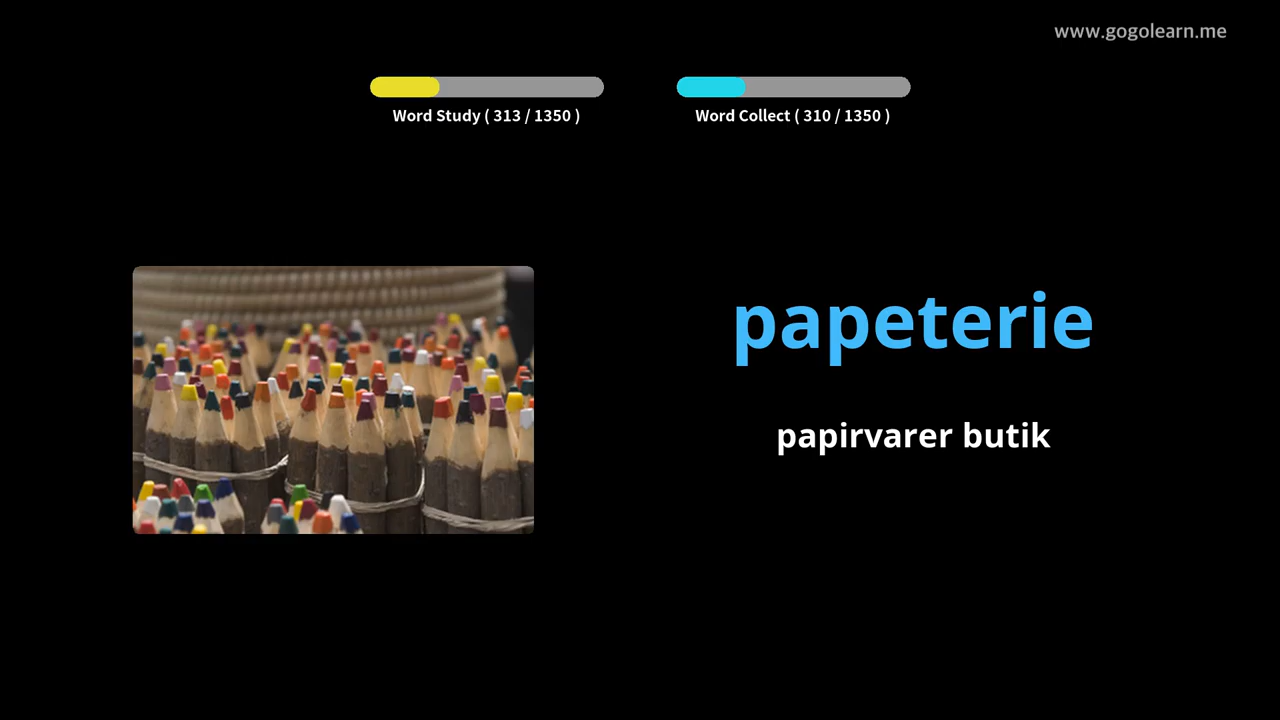 www.gogolearn.me
Word Study ( 313 / 1350 )
Word Collect ( 310 / 1350 )
papeterie
papirvarer butik